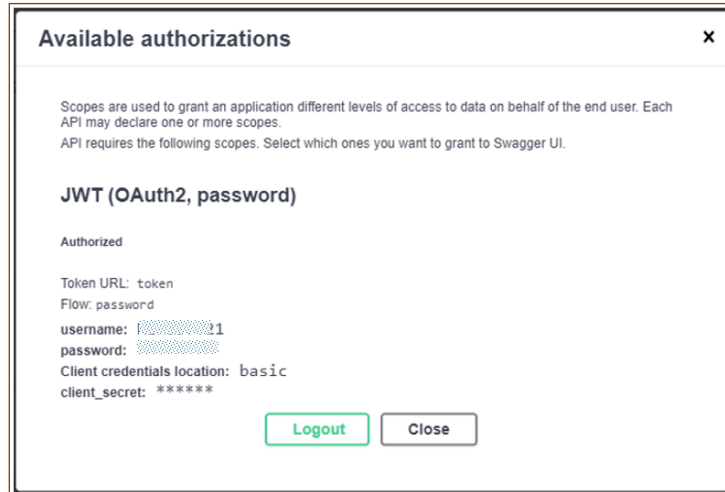 Available authorizations
x
Scopes are used to grant an application different levels of access to data on behalf of the end user. Each
API may declare one or more scopes.
API requires the following scopes. Select which ones you want to grant to Swagger UI.
JWT (OAuth2, password)
Authorized
Token URL: token
Flow: password
username: 21
password:
Client credentials location: basic
client_secret: ******
Logout Close